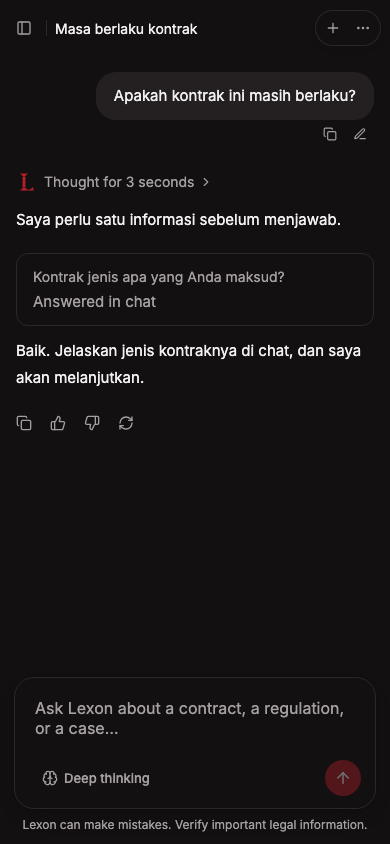 Masa berlaku kontrak
Apakah kontrak ini masih berlaku?
L Thought for 3 seconds
Saya perlu satu informasi sebelum menjawab.
Kontrak jenis apa yang Anda maksud?
Answered in chat
Baik. Jelaskan jenis kontraknya di chat, dan saya
akan melanjutkan.
Ask Lexon about a contract, a regulation,
or a case...
Deep thinking
Lexon can make mistakes. Verify important legal information.